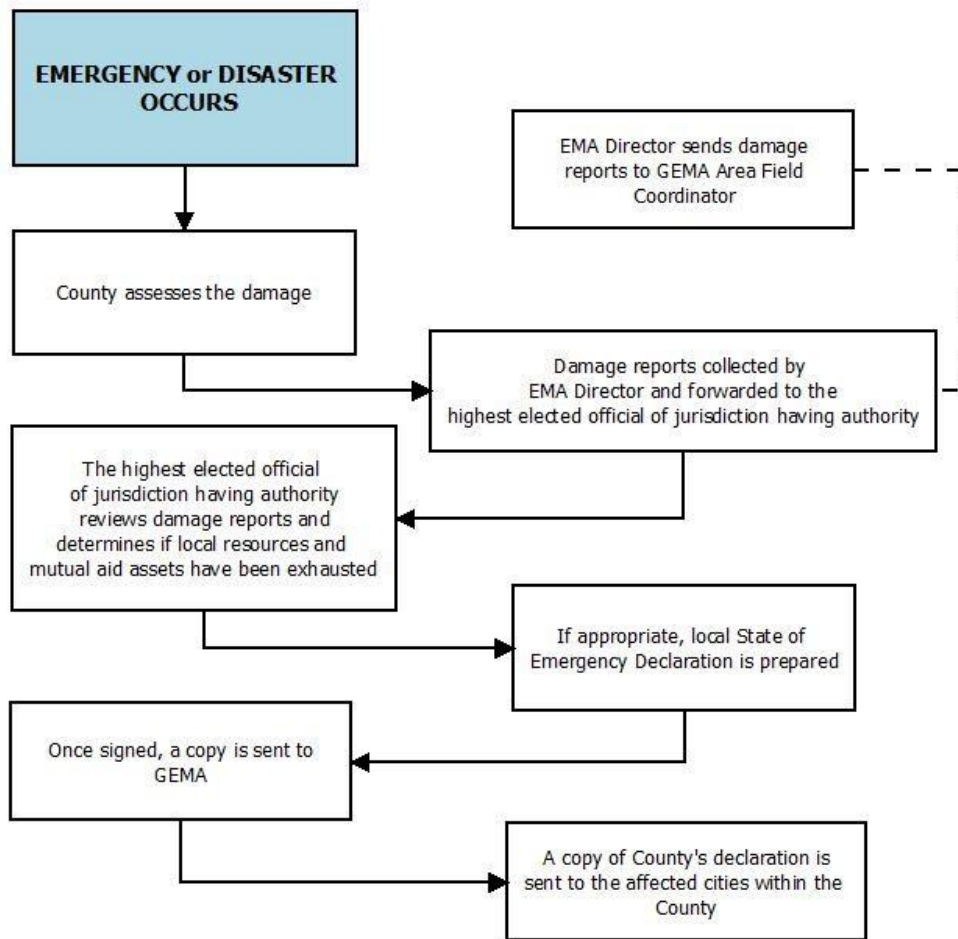 EMERGENCY or DISASTER
OCCURS
EMA Director sends damage
reports to GEMA Area Field
Coordinator
County assesses the damage
Damage reports collected by
EMA Director and forwarded to the
highest elected official of jurisdiction having authority
The highest elected official
of jurisdiction having authority
reviews damage reports and
determines if local resources and
mutual aid assets have been exhausted
If appropriate, local State of
Emergency Declaration is prepared
Once signed, a copy is sent to
GEMA
A copy of County's declaration is
sent to the affected cities within the
County